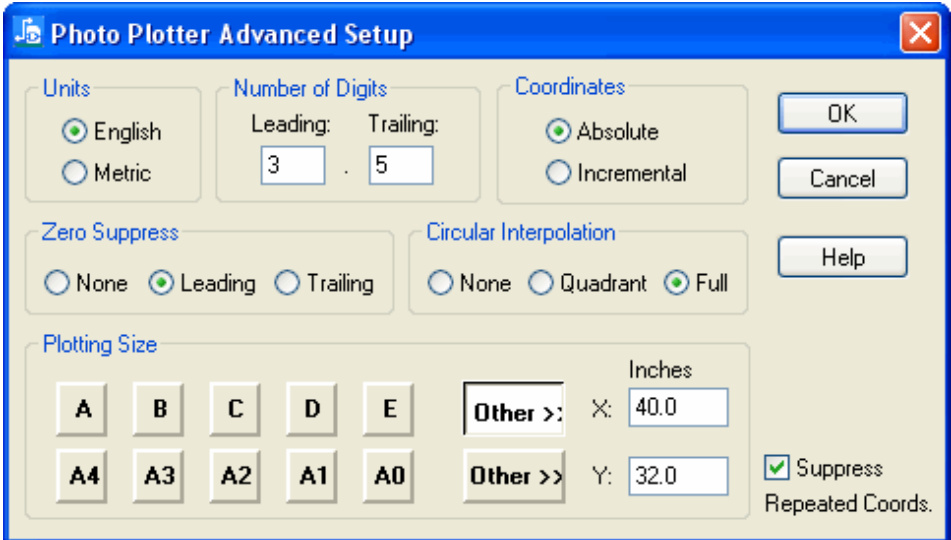 Photo Plotter Advanced Setup
Units
English
Metric
Number of Digits
Leading: Trailing:
3 . 5
Coordinates
Absolute
Incremental
OK
Cancel
Help
Zero Suppress
None Leading Trailing
Circular Interpolation
None Quadrant Full
Plotting Size
Inches
A B C D E Other >> X: 40.0
A4 A3 A2 A1 A0 Other >> Y: 32.0
Suppress
Repeated Coords.